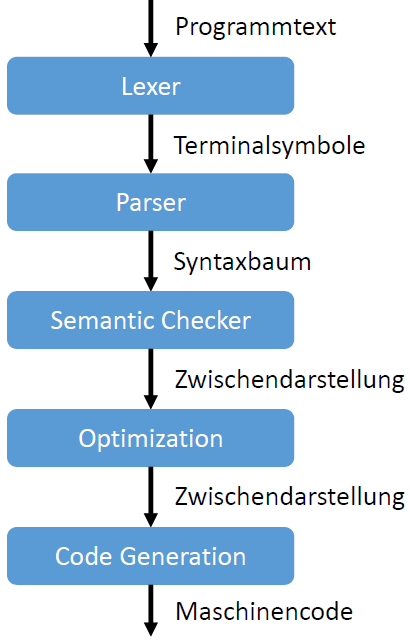 Programmtext
Lexer
Terminalsymbole
Parser
Syntaxbaum
Semantic Checker
Zwischendarstellung
Optimization
Zwischendarstellung
Code Generation
Maschinencode